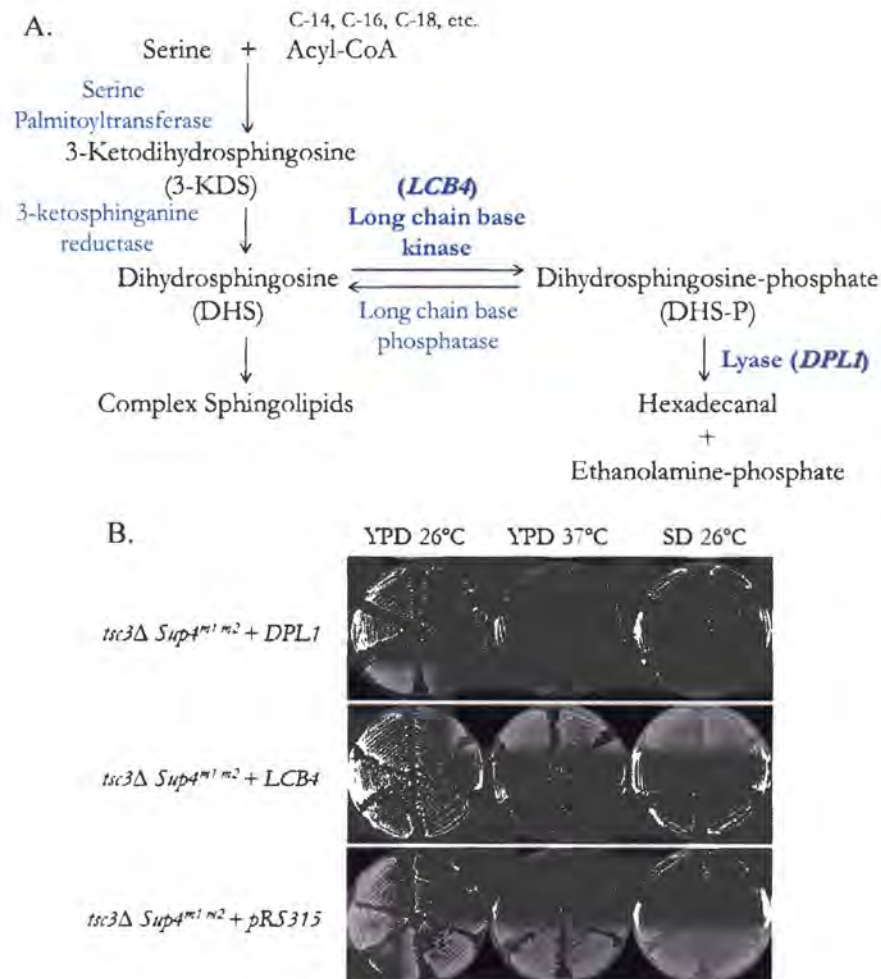 A.
C-14, C-16, C-18, etc.
Serine + Acyl-CoA
Serine
Palmitoyltransferase
3-Ketodihydrosphingosine
(3-KDS)
(LCB4)
3-ketosphinganine
reductase
Long chain base
kinase
Dihydrosphingosine
(DHS)
Dihydrosphingosine-phosphate
(DHS-P)
Long chain base
phosphatase
Lyase (DPL1)
Complex Sphingolipids
Hexadecanal
+
Ethanolamine-phosphate
B.
YPD 26°C YPD 37°C SD 26°C
tsc3Δ Sup4m1 m2 + DPL1
tsc3Δ Sup4m1 m2 + LCB4
tsc3Δ Sup4m1 m2 + pRS315